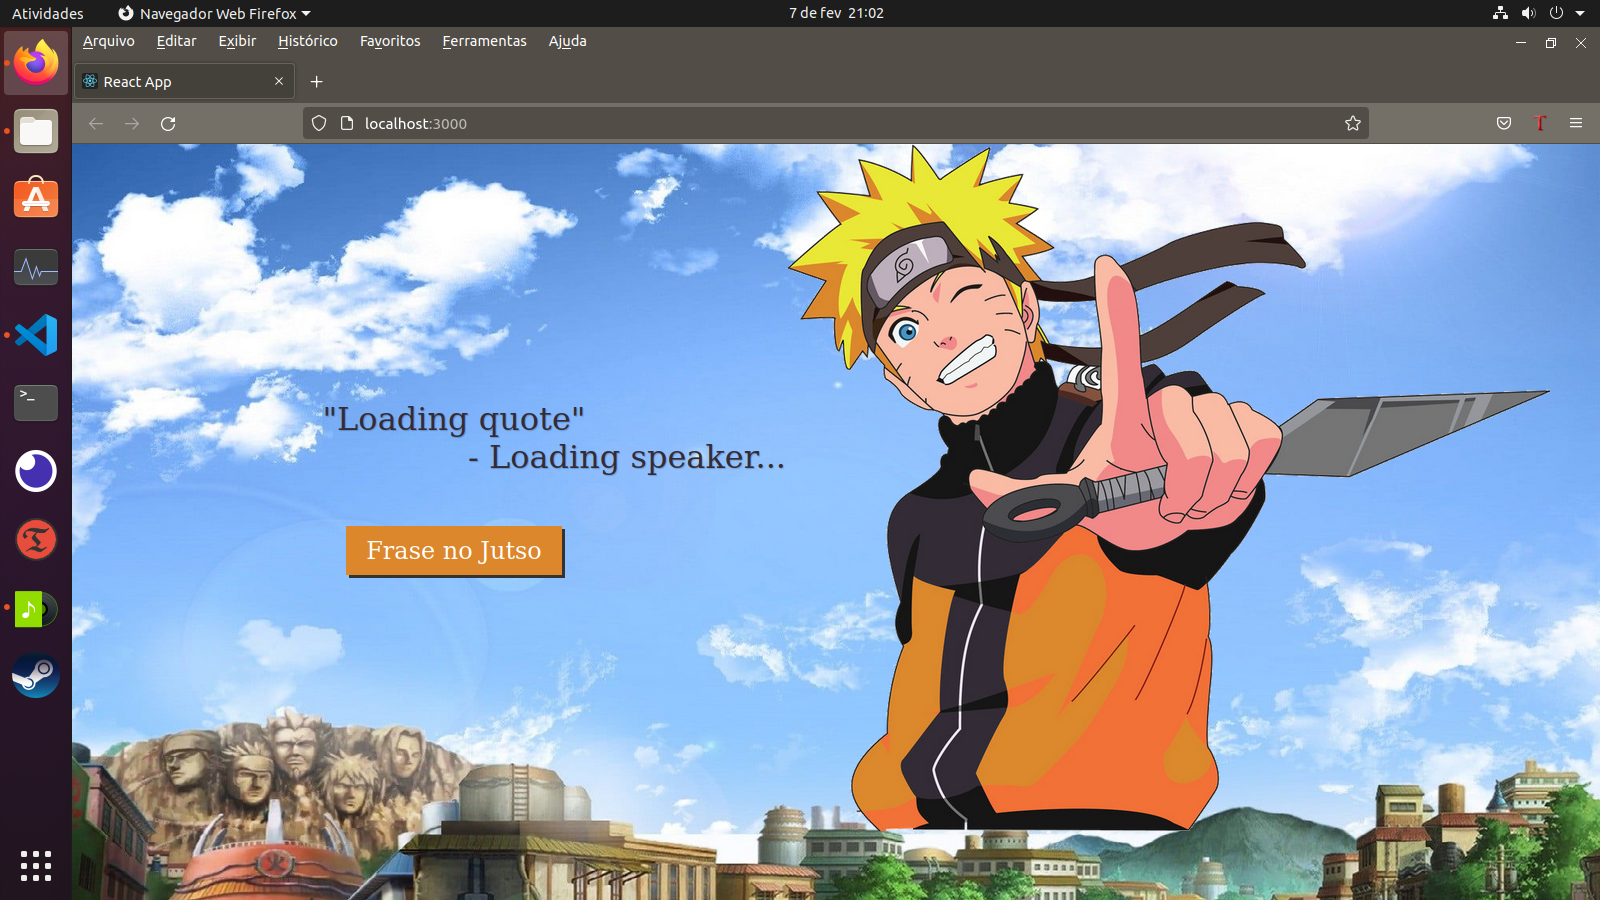 Atividades
Navegador Web Firefox
7 de fev 21:02
Arquivo Editar Exibir Histórico Favoritos Ferramentas Ajuda
React App
localhost:3000
"Loading quote"
- Loading speaker...
Frase no Jutso